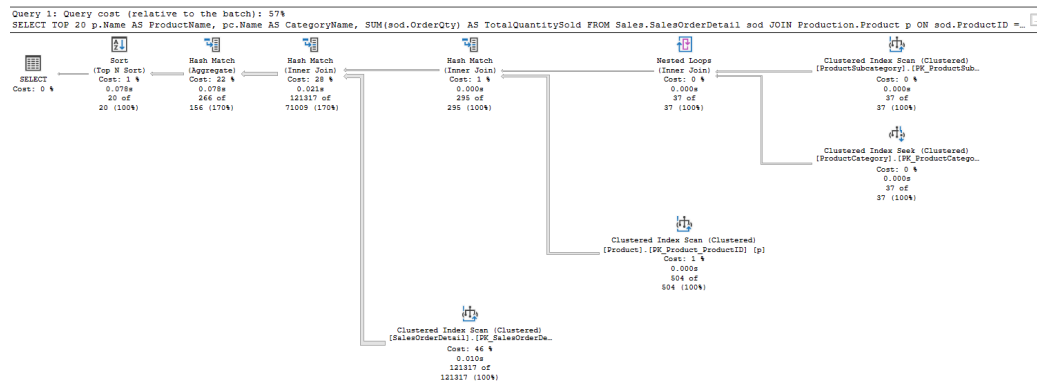 Query 1: Query cost (relative to the batch): 57%
SELECT TOP 20 p.Name AS ProductName, pc.Name AS CategoryName, SUM(sod.OrderQty) AS TotalQuantitySold FROM Sales.SalesOrderDetail sod JOIN Production.Product p ON sod.ProductID =…
SELECT
Cost: 0 %
Sort
(Top N Sort)
Cost: 1 %
0.078s
20 of
20 (100%)
Hash Match
(Aggregate)
Cost: 22 %
0.078s
266 of
156 (170%)
Hash Match
(Inner Join)
Cost: 28 %
0.021s
121317 of
71009 (170%)
Hash Match
(Inner Join)
Cost: 1 %
0.000s
295 of
295 (100%)
Nested Loops
(Inner Join)
Cost: 0 %
0.000s
37 of
37 (100%)
Clustered Index Scan (Clustered)
[ProductSubcategory].[PK_ProductSub…
Cost: 0 %
0.000s
37 of
37 (100%)
Clustered Index Seek (Clustered)
[ProductCategory].[PK_ProductCatego…
Cost: 0 %
0.000s
37 of
37 (100%)
Clustered Index Scan (Clustered)
[Product].[PK_Product_ProductID] [p]
Cost: 1 %
0.000s
504 of
504 (100%)
Clustered Index Scan (Clustered)
[SalesOrderDetail].[PK_SalesOrderDe…
Cost: 46 %
0.010s
121317 of
121317 (100%)